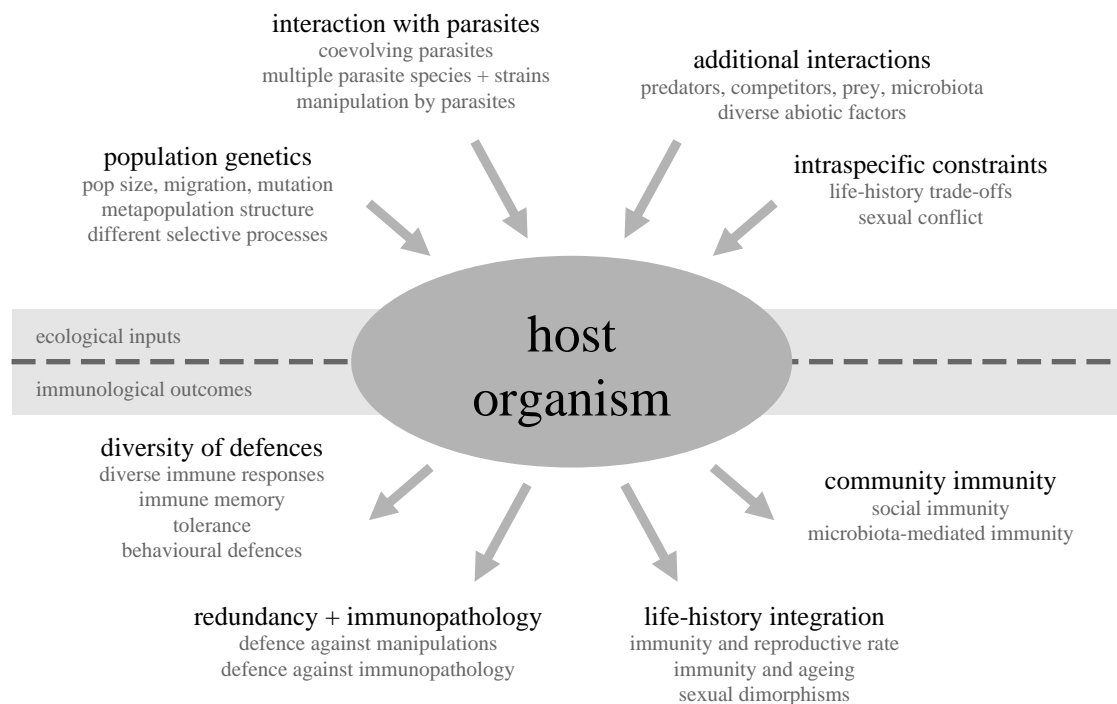 interaction with parasites
coevolving parasites
multiple parasite species + strains
manipulation by parasites
additional interactions
predators, competitors, prey, microbiota
diverse abiotic factors
population genetics
pop size, migration, mutation
metapopulation structure
different selective processes
intraspecific constraints
life-history trade-offs
sexual conflict
host
organism
ecological inputs
immunological outcomes
diversity of defences
diverse immune responses
immune memory
tolerance
behavioural defences
community immunity
social immunity
microbiota-mediated immunity
redundancy + immunopathology
defence against manipulations
defence against immunopathology
life-history integration
immunity and reproductive rate
immunity and ageing
sexual dimorphisms